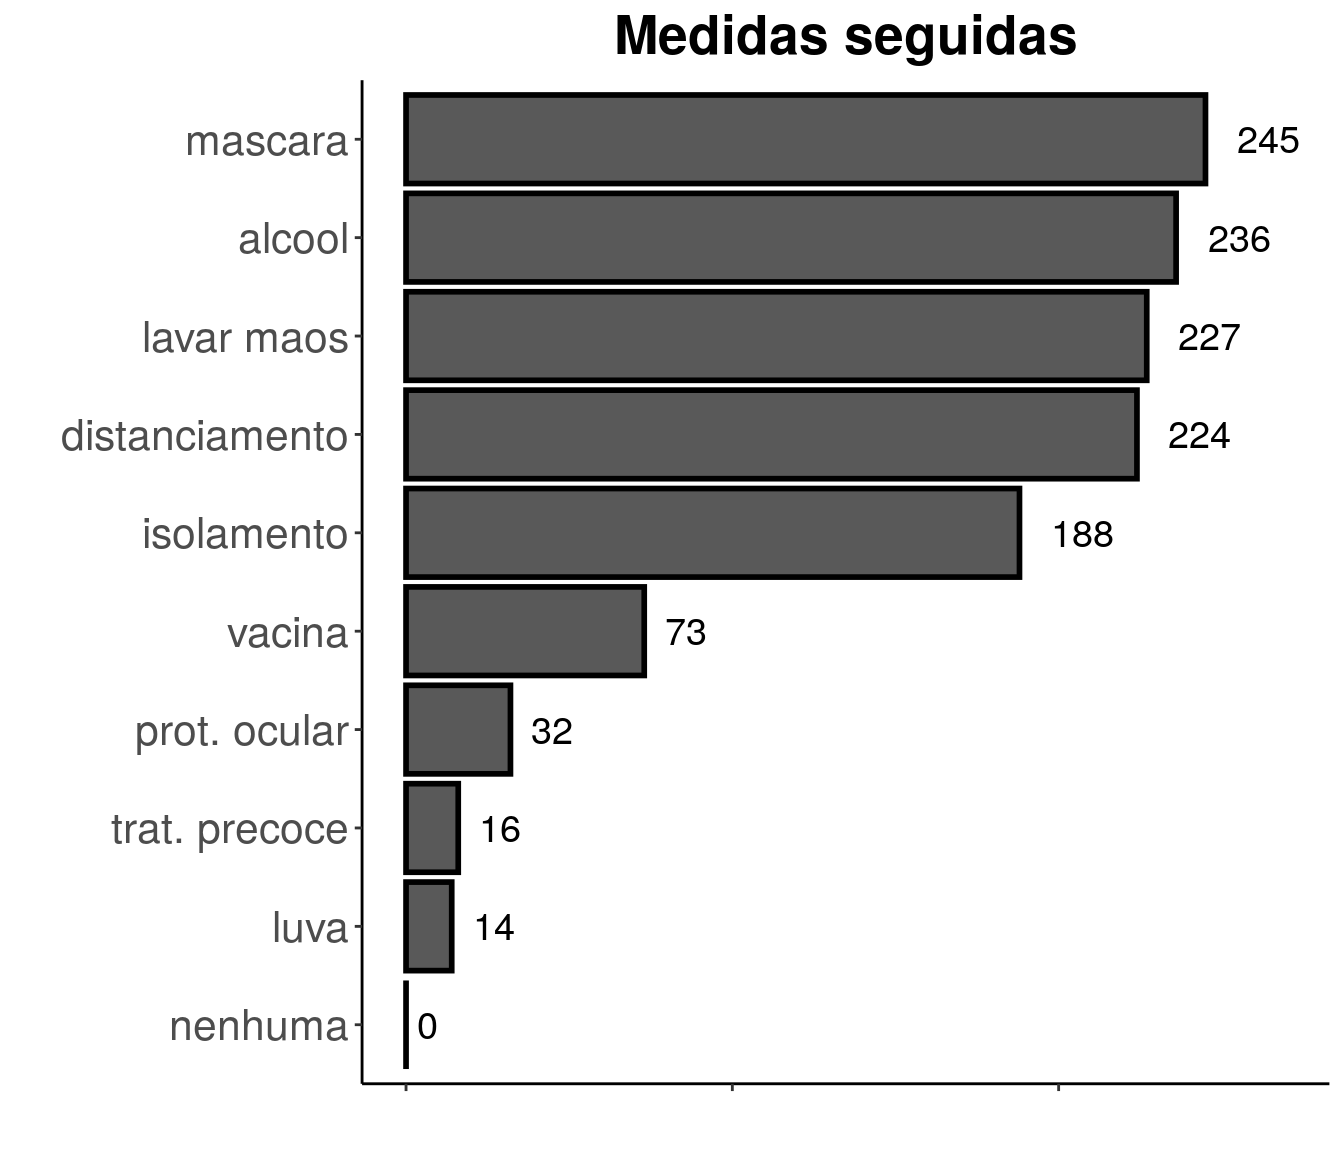 Medidas seguidas
mascara 245
alcool 236
lavar maos 227
distanciamento 224
isolamento 188
vacina 73
prot. ocular 32
trat. precoce 16
luva 14
nenhuma 0